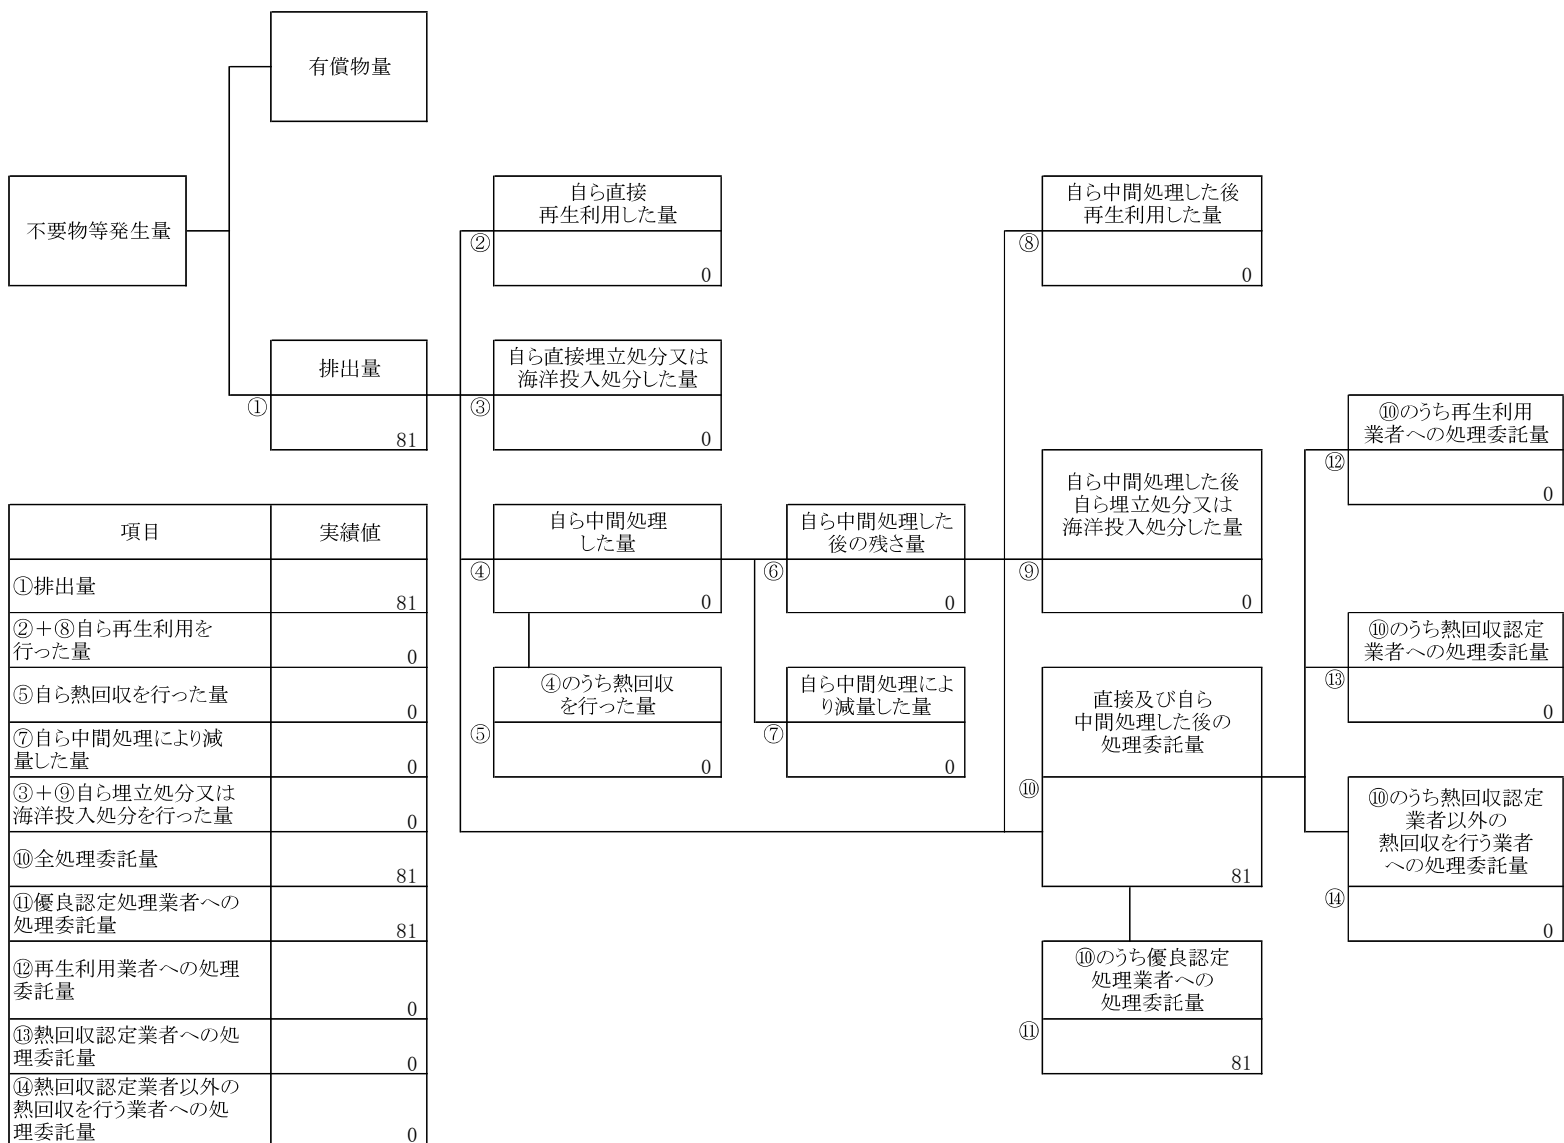 有償物量
不要物等発生量
排出量
①
81
自ら直接
再生利用した量
②
0
自ら直接埋立処分又は
海洋投入処分した量
③
0
自ら中間処理
した量
④
0
④のうち熱回収
を行った量
⑤
0
自ら中間処理した
後の残さ量
⑥
0
自ら中間処理によ
り減量した量
⑦
0
自ら中間処理した後
再生利用した量
⑧
0
自ら中間処理した後
自ら埋立処分又は
海洋投入処分した量
⑨
0
直接及び自ら
中間処理した後の
処理委託量
⑩
81
⑩のうち優良認定
処理業者への
処理委託量
⑪
81
⑩のうち再生利用
業者への処理委託量
⑫
0
⑩のうち熱回収認定
業者への処理委託量
⑬
0
⑩のうち熱回収認定
業者以外の
熱回収を行う業者
への処理委託量
⑭
0
項目 実績値
①排出量
81
②+⑧自ら再生利用を
行った量
0
⑤自ら熱回収を行った量
0
⑦自ら中間処理により減
量した量
0
③+⑨自ら埋立処分又は
海洋投入処分を行った量
0
⑩全処理委託量
81
⑪優良認定処理業者への
処理委託量
81
⑫再生利用業者への処理
委託量
0
⑬熱回収認定業者への処
理委託量
0
⑭熱回収認定業者以外の
熱回収を行う業者への処
理委託量
0